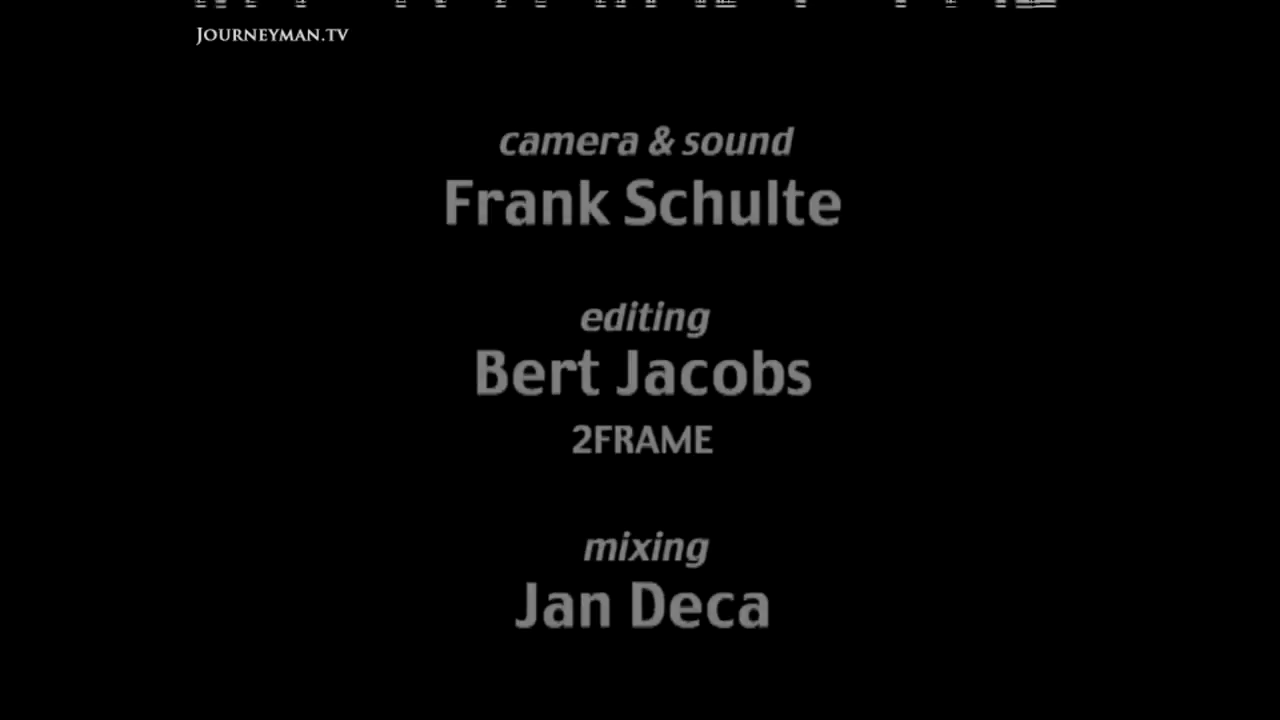 JOURNEYMAN.TV
camera & sound
Frank Schulte
editing
Bert Jacobs
2FRAME
mixing
Jan Deca